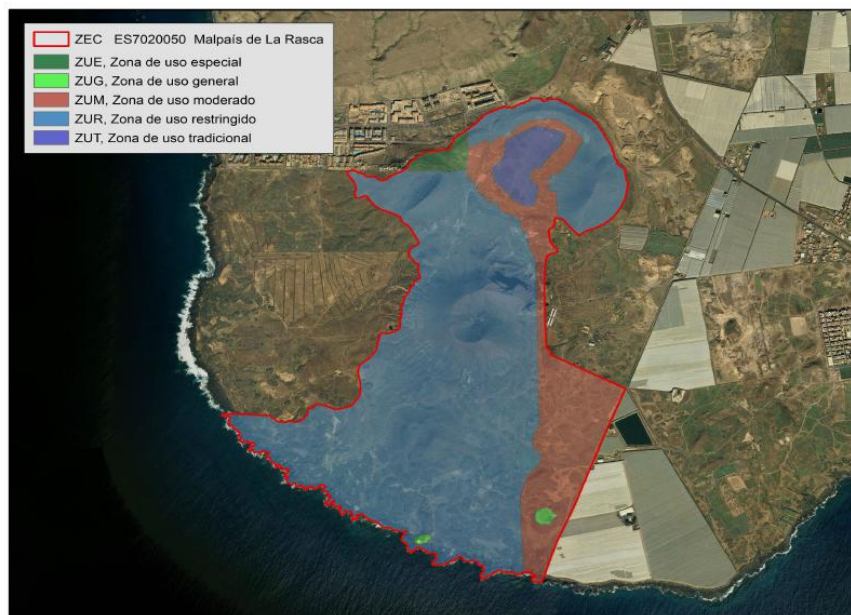 ZEC ES7020050 Malpaís de La Rasca
ZUE, Zona de uso especial
ZUG, Zona de uso general
ZUM, Zona de uso moderado
ZUR, Zona de uso restringido
ZUT, Zona de uso tradicional